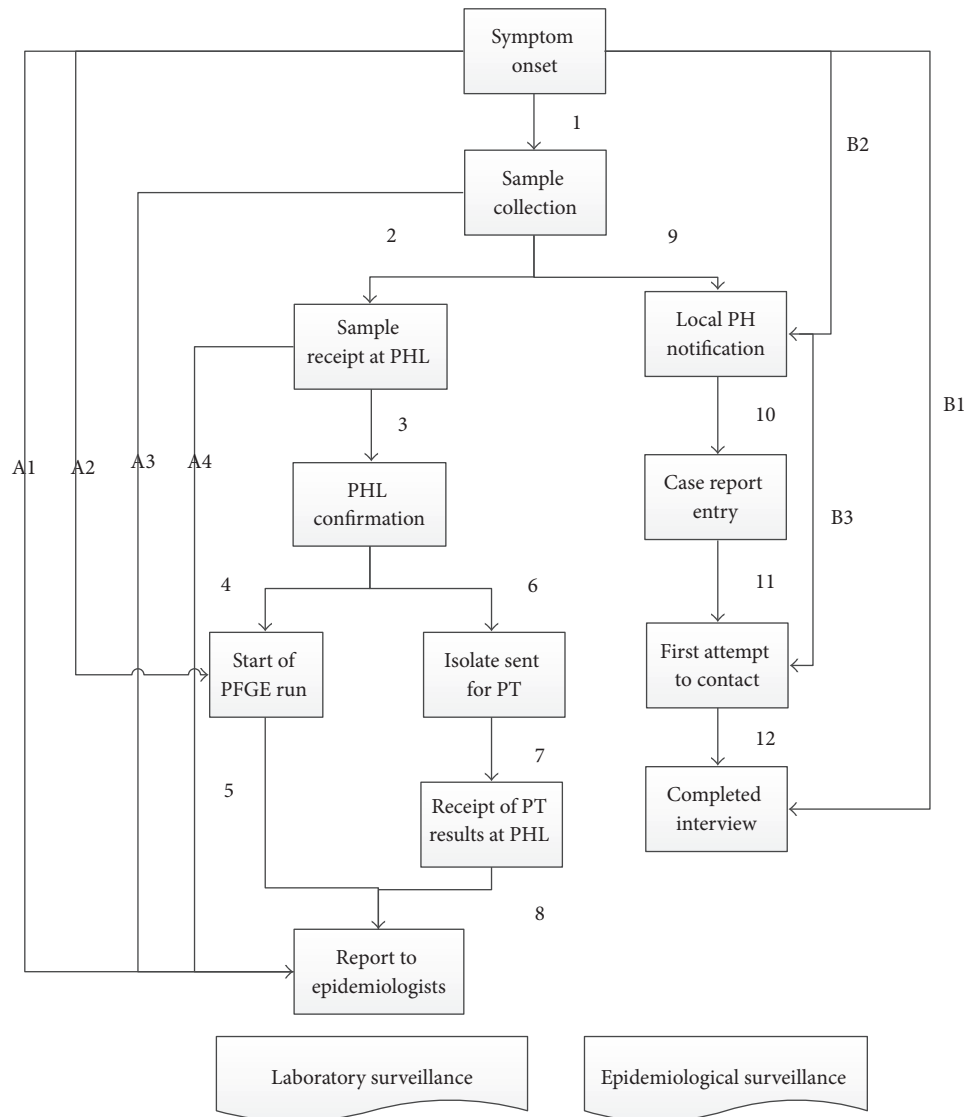 Symptom
onset
1
B2
Sample
collection
2
9
Sample
receipt at PHL
Local PH
notification
B1
3
10
A1
A2
A3
A4
PHL
confirmation
Case report
entry
B3
4
6
11
Start of
PFGE run
Isolate sent
for PT
First attempt
to contact
7
12
5
Receipt of PT
results at PHL
Completed
interview
8
Report to
epidemiologists
Laboratory surveillance
Epidemiological surveillance